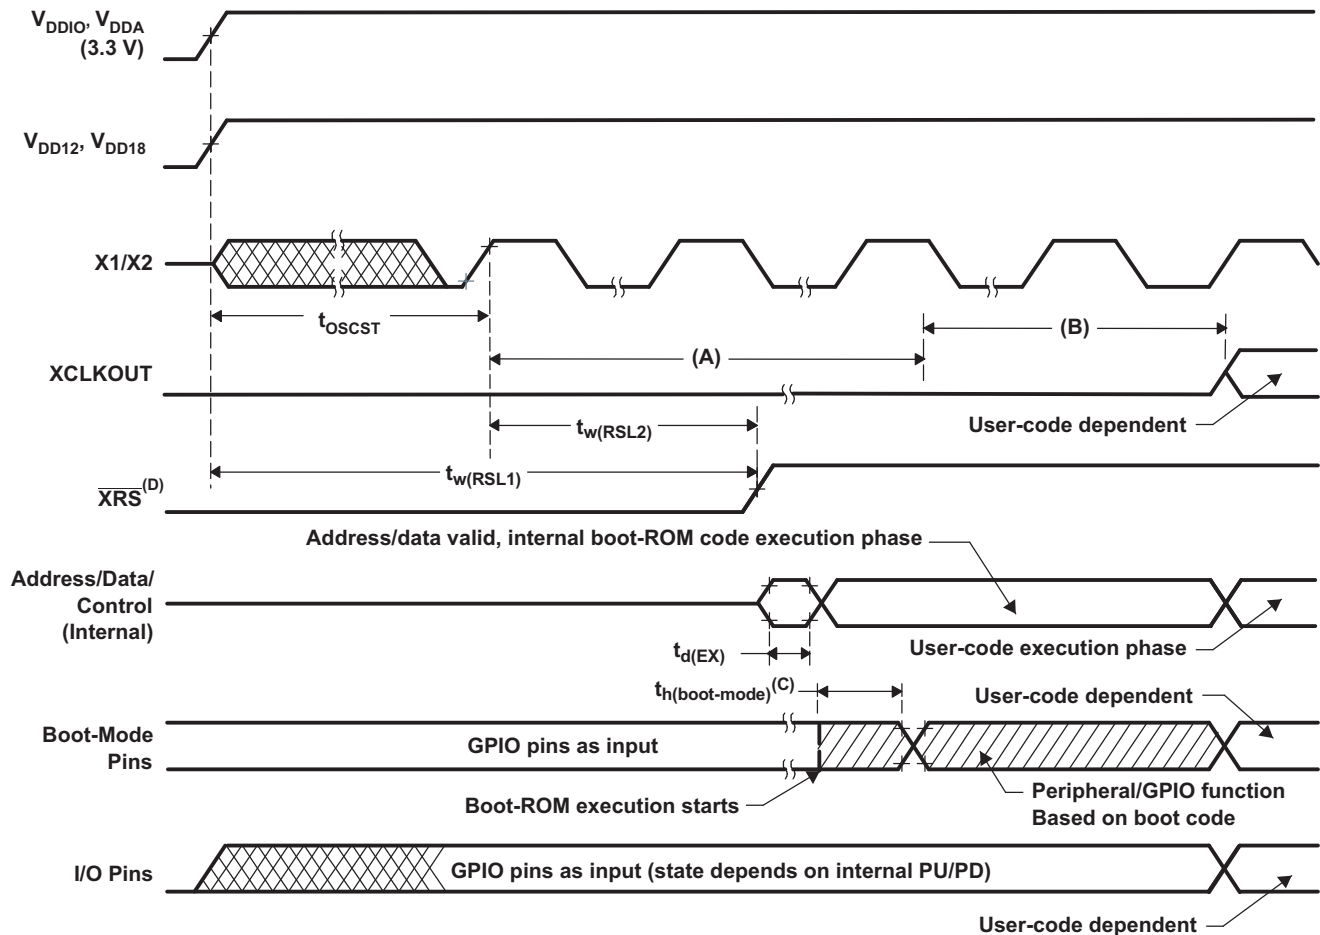 VDDIO, VDDA
(3.3 V)
VDD12, VDD18
X1/X2
tOSCST
(B)
(A)
XCLKOUT
User-code dependent
tw(RSL2)
tw(RSL1)
XRS(D)
Address/data valid, internal boot-ROM code execution phase
Address/Data/
Control
(Internal)
User-code execution phase
td(EX)
th(boot-mode)(C)
User-code dependent
Boot-Mode
Pins
GPIO pins as input
Boot-ROM execution starts
Peripheral/GPIO function
Based on boot code
I/O Pins
GPIO pins as input (state depends on internal PU/PD)
User-code dependent